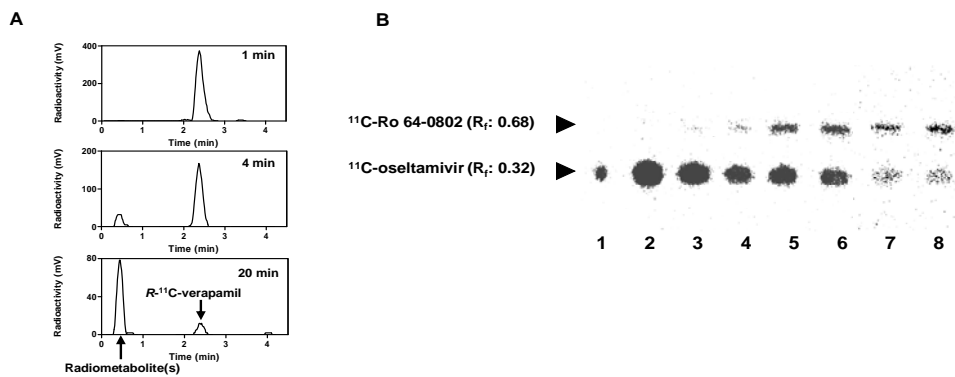 A
B
1 min
400
200
0
Radioactivity (mV)
0 1 2 3 4
Time (min)
4 min
200
100
0
Radioactivity (mV)
0 1 2 3 4
Time (min)
20 min
80
40
0
Radioactivity (mV)
R-¹¹C-verapamil
0 1 2 3 4
Time (min)
Radiometabolite(s)
¹¹C-Ro 64-0802 (Rf: 0.68)
¹¹C-oseltamivir (Rf: 0.32)
1 2 3 4 5 6 7 8